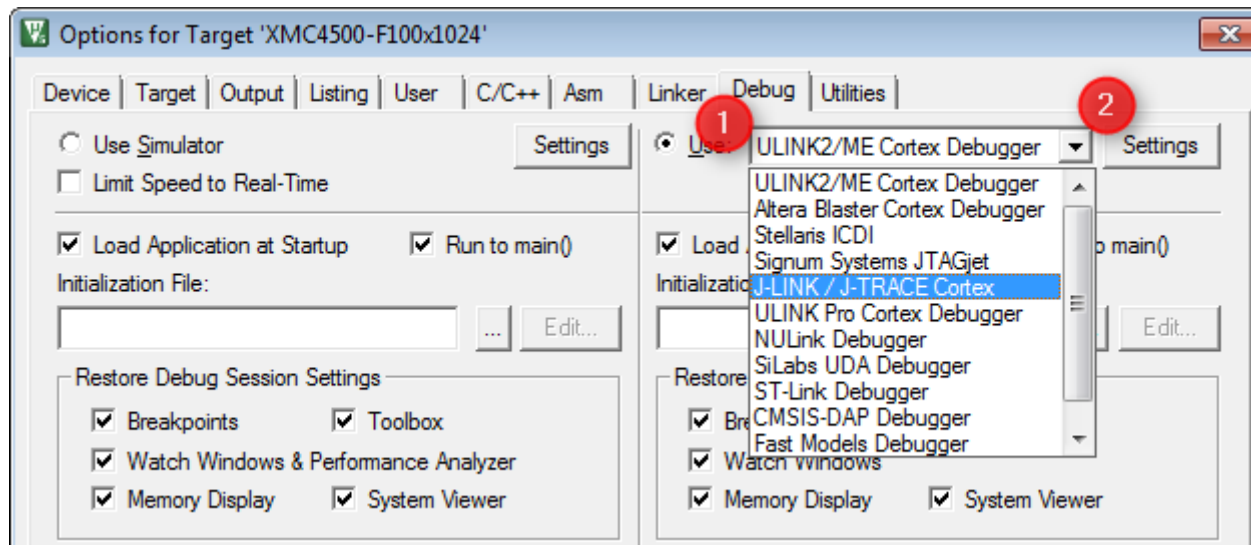 Options for Target 'XMC4500-F100x1024'
Device Target Output Listing User C/C++ Asm Linker Debug Utilities
1
2
Use Simulator
Settings
Limit Speed to Real-Time
Load Application at Startup
Run to main()
Initialization File:
... Edit...
Restore Debug Session Settings
Breakpoints
Toolbox
Watch Windows & Performance Analyzer
Memory Display
System Viewer
ULINK2/ME Cortex Debugger
Settings
ULINK2/ME Cortex Debugger
Altera Blaster Cortex Debugger
Stellaris ICDI
Signum Systems JTAGjet
J-LINK / J-TRACE Cortex
ULINK Pro Cortex Debugger
NULink Debugger
SiLabs UDA Debugger
ST-Link Debugger
CMSIS-DAP Debugger
Fast Models Debugger
Load
main()
Edit...
Restore
Watch Windows
Memory Display
System Viewer